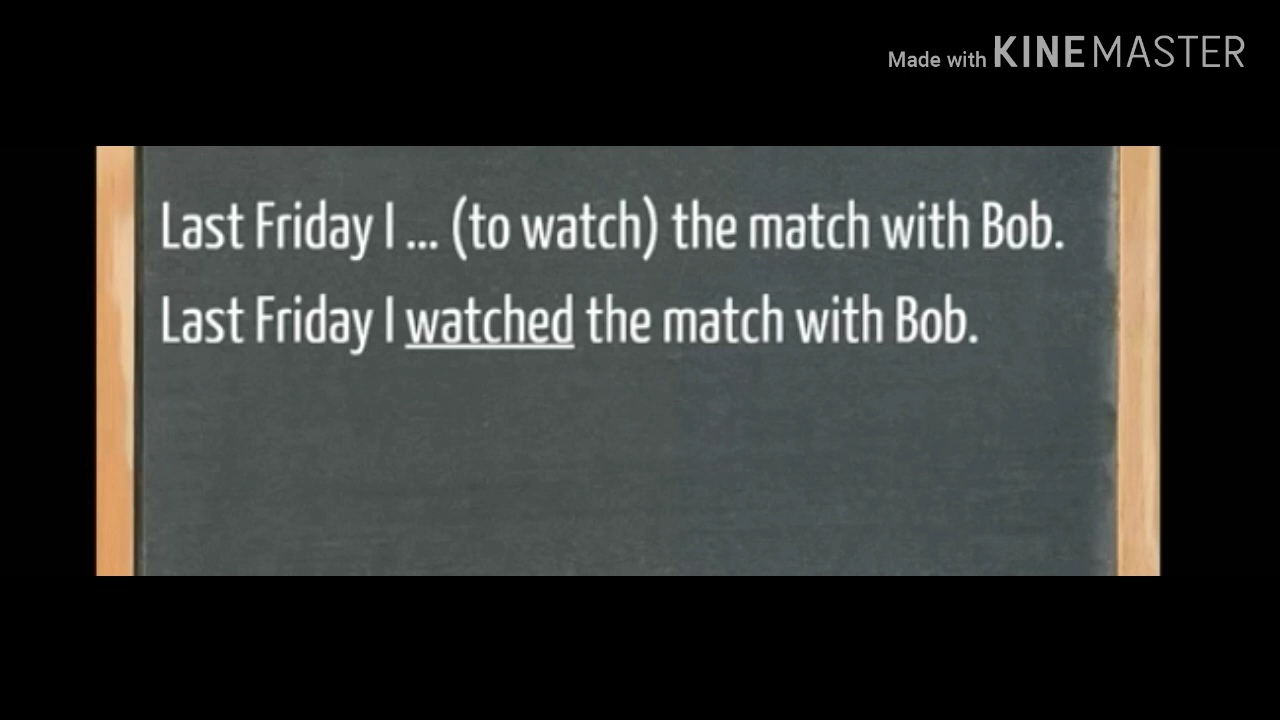 Made with KINEMASTER
Last Friday I ... (to watch) the match with Bob.
Last Friday I watched the match with Bob.